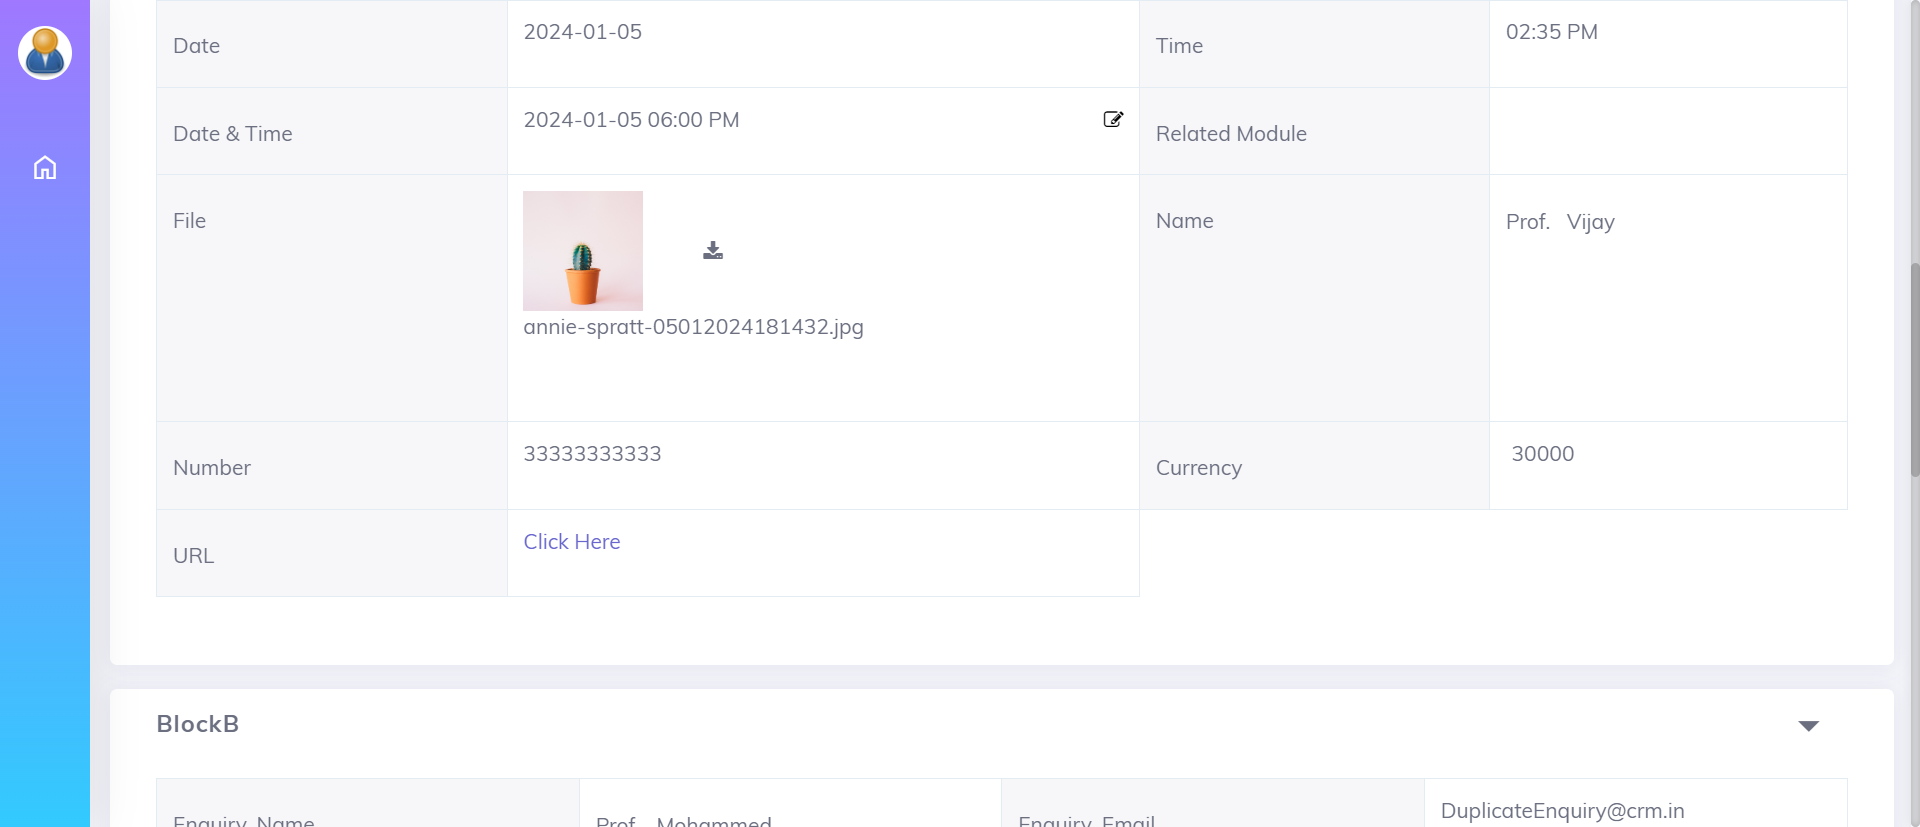 Date 2024-01-05 Time 02:35 PM
Date & Time 2024-01-05 06:00 PM Related Module
File Name Prof. Vijay
annie-spratt-05012024181432.jpg
Number 33333333333 Currency 30000
URL Click Here
BlockB
Enquiry Name Prof. Mohammed Enquiry Email DuplicateEnquiry@crm.in